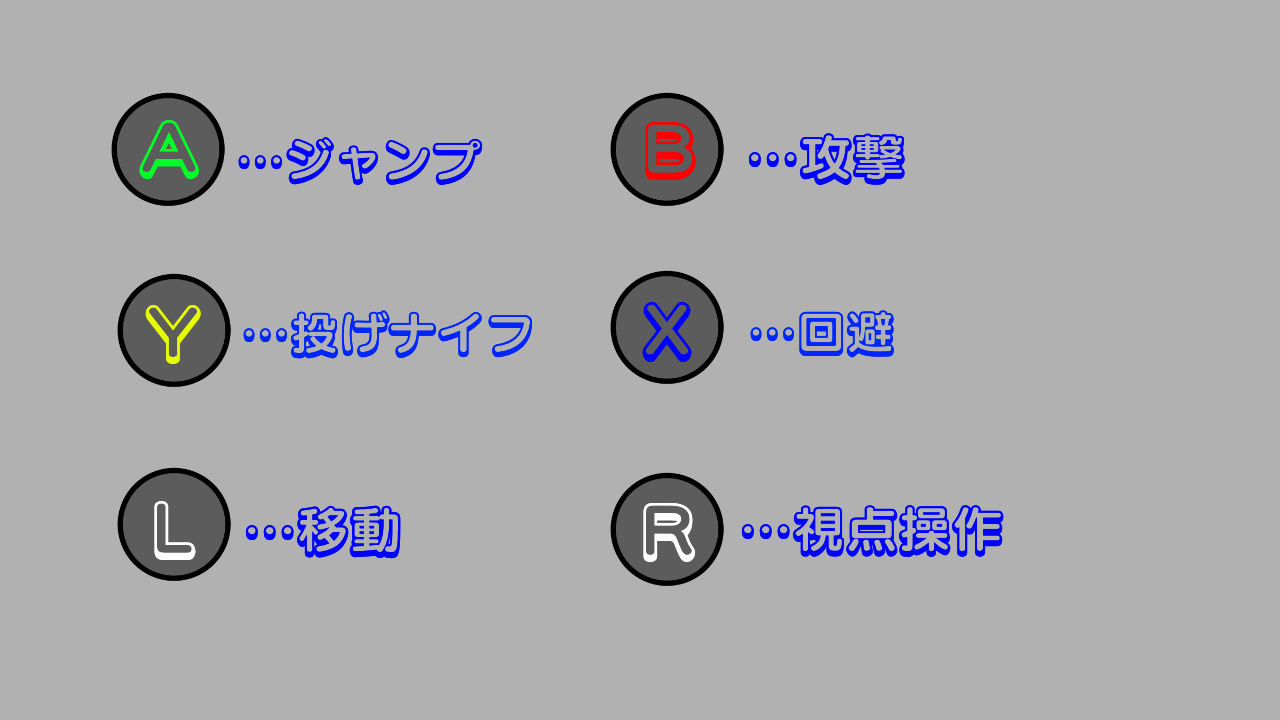 A …ジャンプ
B …攻撃
Y …投げナイフ
X …回避
L …移動
R …視点操作